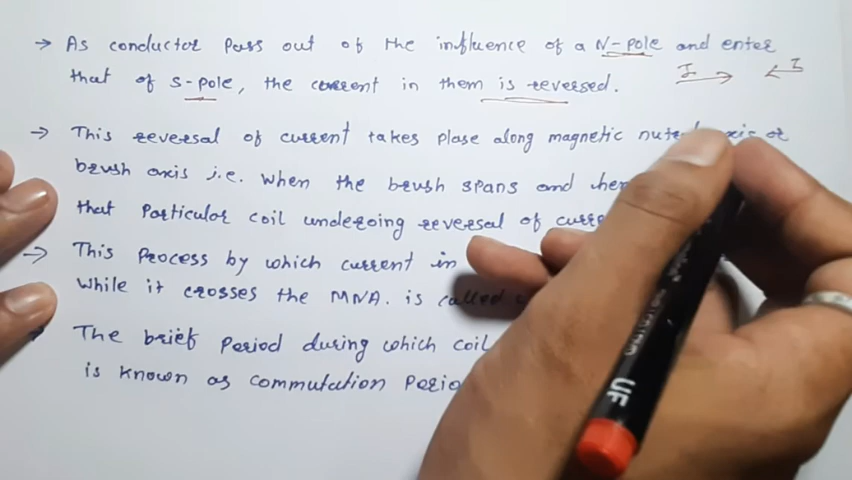 → As conductor pass out of the influence of a N-pole and enter
that of s-pole, the current in them is reversed.
I I
→ This reversal of current takes plase along magnetic or
brush axis i.e. when the brush spans and
that Particular coil undergoing reversal of
→ This Process by which current in
While it crosses the MNA. is called
→ The brief Period during which coil
is known as commutation
UF